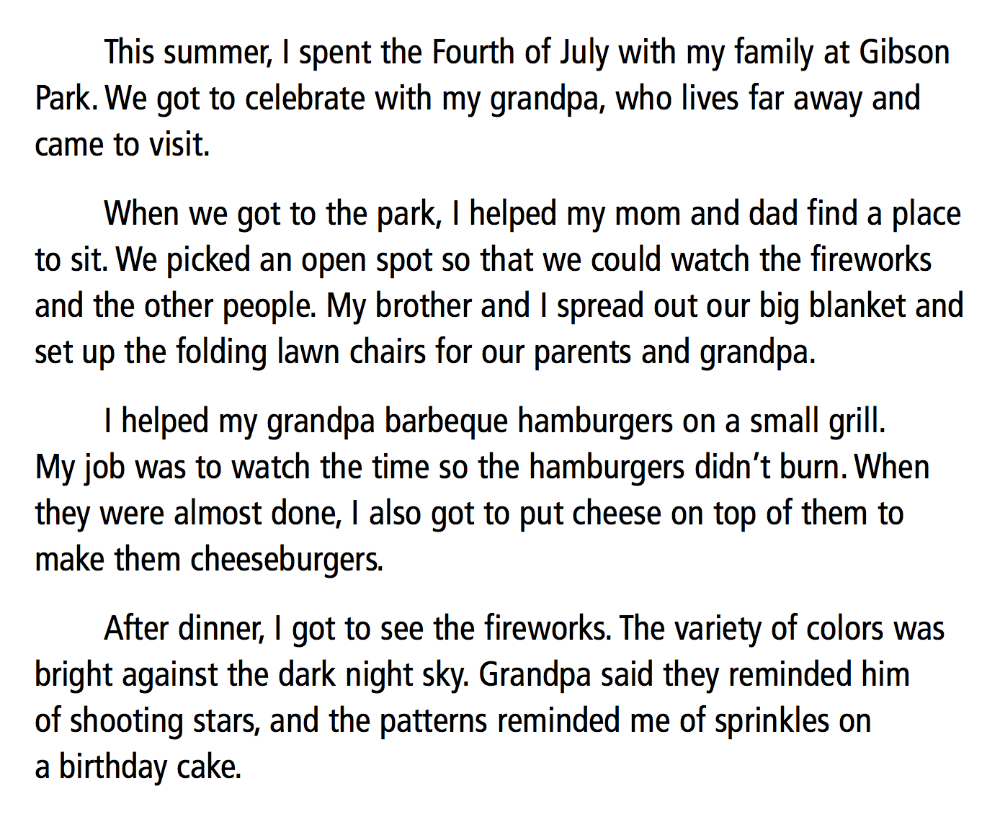 This summer, I spent the Fourth of July with my family at Gibson
Park. We got to celebrate with my grandpa, who lives far away and
came to visit.
When we got to the park, I helped my mom and dad find a place
to sit. We picked an open spot so that we could watch the fireworks
and the other people. My brother and I spread out our big blanket and
set up the folding lawn chairs for our parents and grandpa.
I helped my grandpa barbeque hamburgers on a small grill.
My job was to watch the time so the hamburgers didn’t burn. When
they were almost done, I also got to put cheese on top of them to
make them cheeseburgers.
After dinner, I got to see the fireworks. The variety of colors was
bright against the dark night sky. Grandpa said they reminded him
of shooting stars, and the patterns reminded me of sprinkles on
a birthday cake.